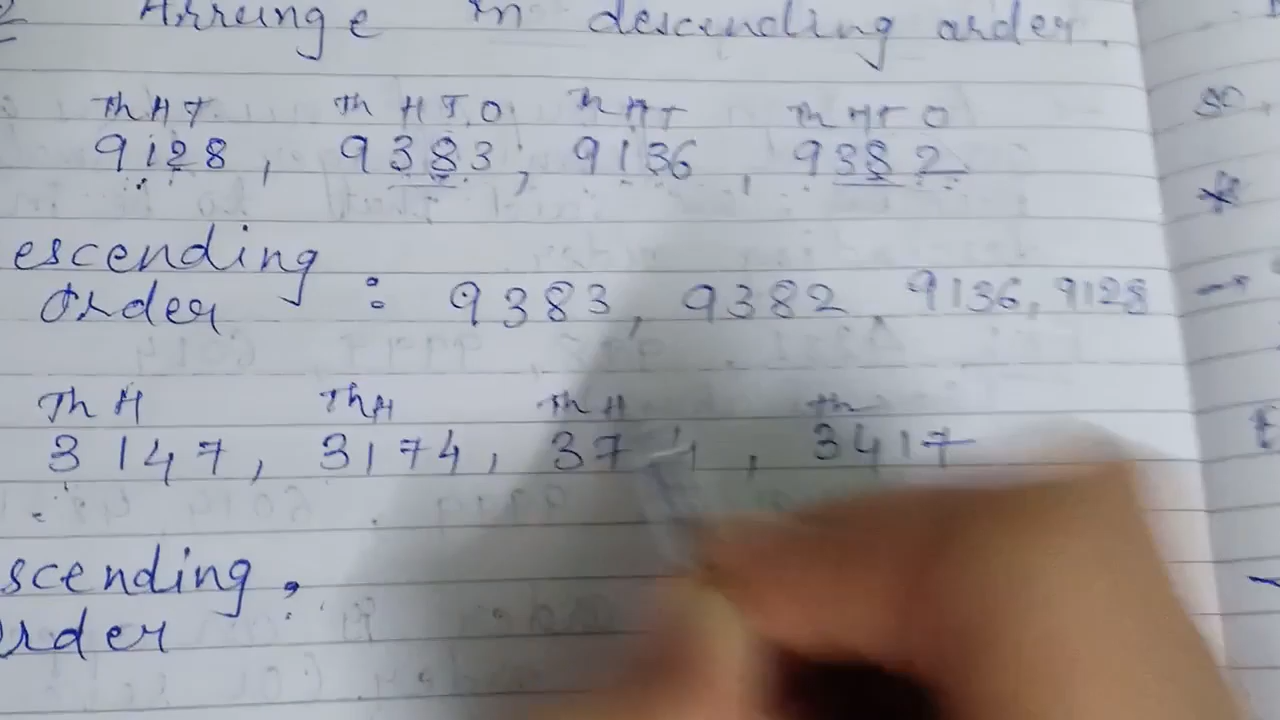 2 Arrange in descending order.
Th H T Th H T O Th H T Th H T O
9128, 9383, 9136, 9382
escending
Order : 9383, 9382, 9136, 9128
Th H Th H Th H Th
3147, 3174, , 3417
scending
rder